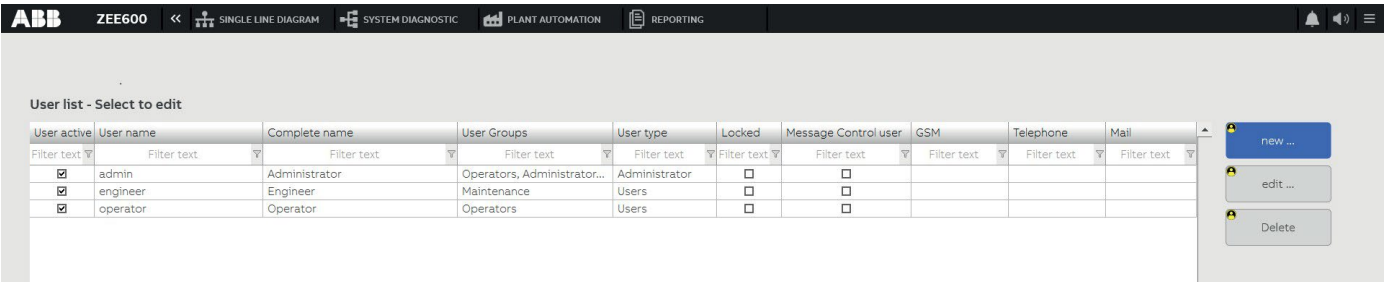 ABB ZEE600 « SINGLE LINE DIAGRAM SYSTEM DIAGNOSTIC PLANT AUTOMATION REPORTING
User list - Select to edit
User active User name Complete name User Groups User type Locked Message Control user GSM Telephone Mail
Filter text Filter text Filter text Filter text Filter text Filter text Filter text Filter text Filter text Filter text
admin Administrator Operators, Administrator... Administrator
engineer Engineer Maintenance Users
operator Operator Operators Users
new ...
edit ...
Delete